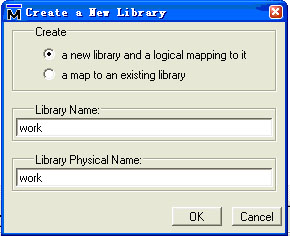 Create a New Library
Create
a new library and a logical mapping to it
a map to an existing library
Library Name:
work
Library Physical Name:
work
OK
Cancel